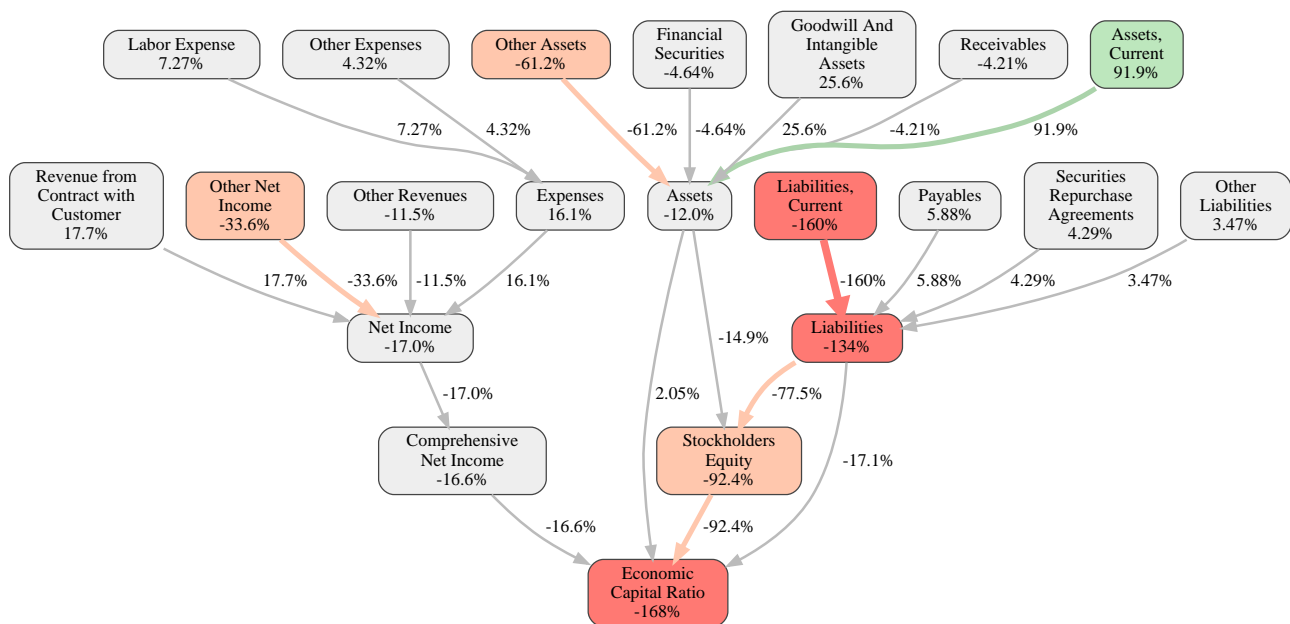 Labor Expense
7.27%
Other Expenses
4.32%
Other Assets
-61.2%
Financial
Securities
-4.64%
Goodwill And
Intangible
Assets
25.6%
Receivables
-4.21%
Assets,
Current
91.9%
7.27%
4.32%
-61.2%
-4.64%
25.6%
-4.21%
91.9%
Revenue from
Contract with
Customer
17.7%
Other Net
Income
-33.6%
Other Revenues
-11.5%
Expenses
16.1%
Assets
-12.0%
Liabilities,
Current
-160%
Payables
5.88%
Securities
Repurchase
Agreements
4.29%
Other
Liabilities
3.47%
17.7%
-33.6%
-11.5%
16.1%
-160%
5.88%
4.29%
3.47%
Net Income
-17.0%
Liabilities
-134%
-14.9%
-17.0%
2.05%
-77.5%
Comprehensive
Net Income
-16.6%
Stockholders
Equity
-92.4%
-17.1%
-16.6%
-92.4%
Economic
Capital Ratio
-168%